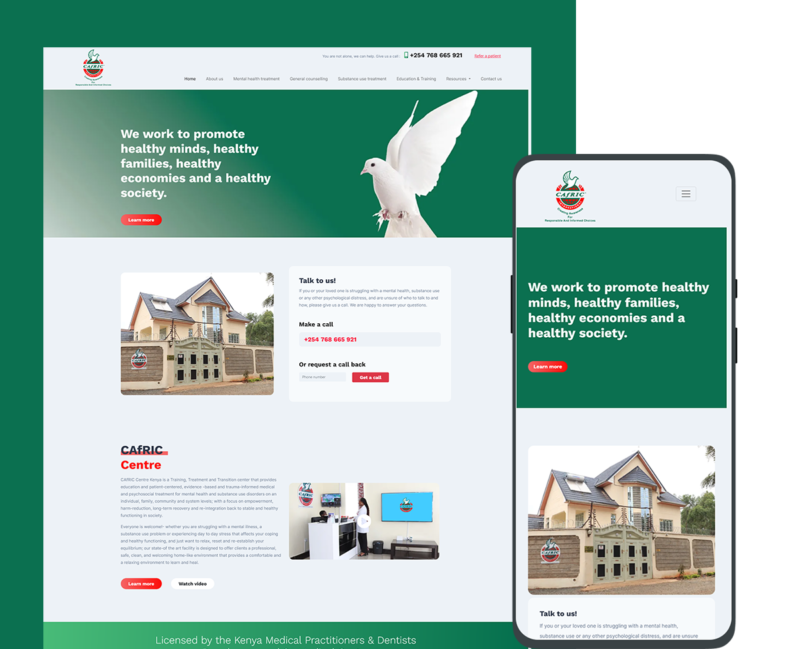 CAfRIC
For
Responsible And Informed Choices
You are not alone, we can help. Give us a call :
+254 768 665 921
Refer a patient
Home
About us
Mental health treatment
General counselling
Substance use treatment
Education & Training
Resources
Contact us
We work to promote
healthy minds, healthy
families, healthy
economies and a healthy
society.
Learn more
Talk to us!
If you or your loved one is struggling with a mental health, substance use
or any other psychological distress, and are unsure of who to talk to and
how, please give us a call. We are happy to answer your questions.
Make a call
+254 768 665 921
Or request a call back
Phone number
Get a call
CAfRIC
CAfRIC
Centre
CAfRIC Centre Kenya is a Training, Treatment and Transition center that provides
education and patient-centered, evidence -based and trauma-informed medical
and psychosocial treatment for mental health and substance use disorders on an
individual, family, community and system levels; with a focus on empowerment,
harm-reduction, long-term recovery and re-integration back to stable and healthy
functioning in society.
Everyone is welcome!- whether you are struggling with a mental illness, a
substance use problem or experiencing day to day stress that affects your coping
and healthy functioning, and just want to relax, reset and re-establish your
equilibrium; our state of the art facility is designed to offer clients a professional,
safe, clean, and welcoming home-like environment that provides a comfortable and
a relaxing environment to learn and heal.
Learn more
Watch video
Licensed by the Kenya Medical Practitioners & Dentists
CAfRIC
For
Responsible And Informed Choices
We work to promote healthy
minds, healthy families,
healthy economies and a
healthy society.
Learn more
CAfRIC
Talk to us!
If you or your loved one is struggling with a mental health,
substance use or any other psychological distress, and are unsure